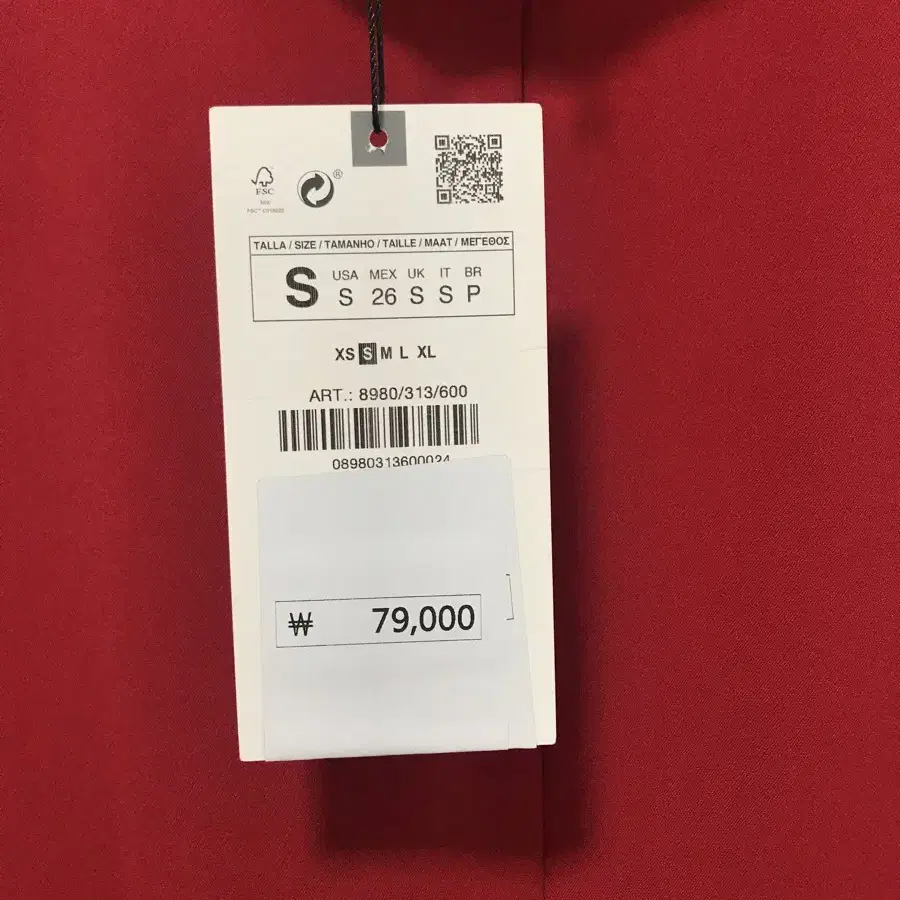 FSC
®
TALLA / SIZE / TAMANHO / TAILLE / MAAT / ΜΕΓΕΘΟΣ
S
USA MEX UK IT BR
S 26 S S P
XS S M L XL
ART.: 8980/313/600
08980313600024
₩ 79,000